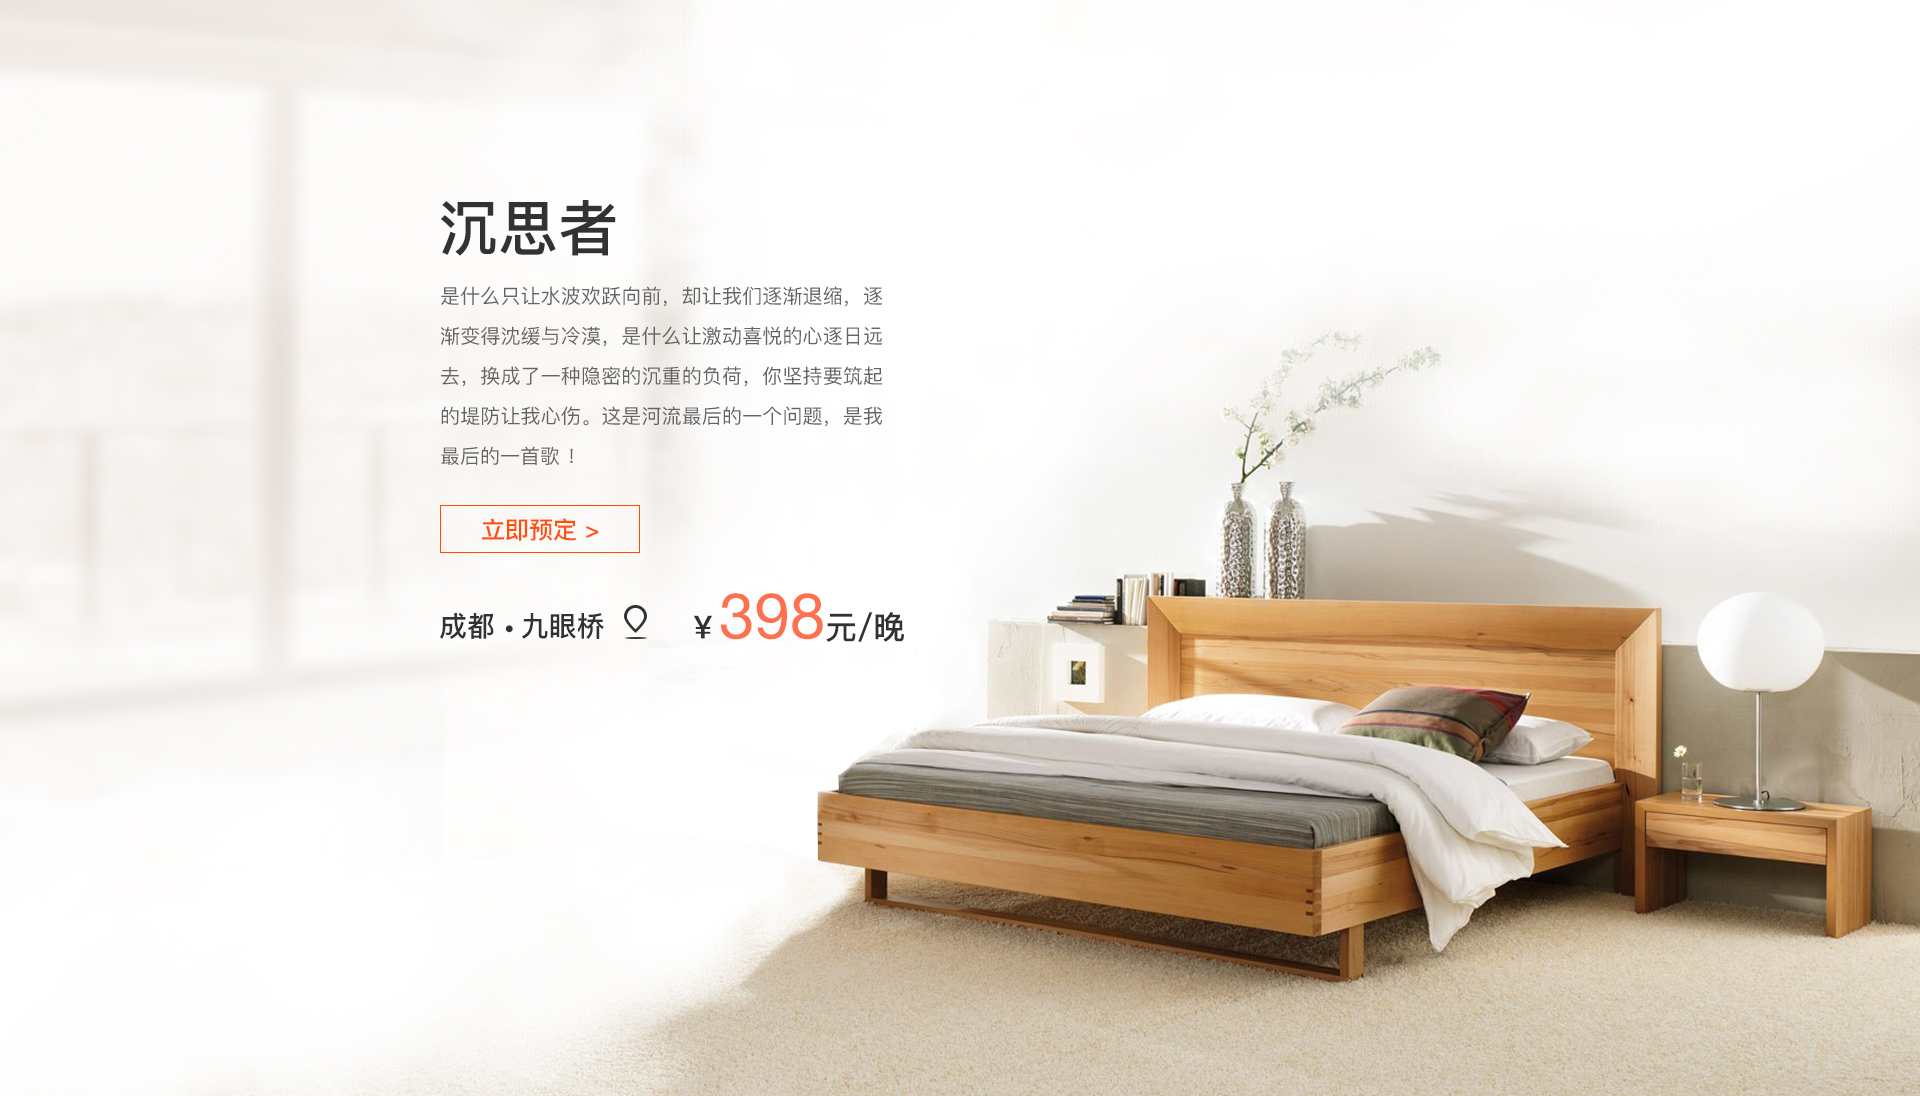 沉思者
是什么只让水波欢跃向前，却让我们逐渐退缩，逐
渐变得沈缓与冷漠，是什么让激动喜悦的心逐日远
去，换成了一种隐密的沉重的负荷，你坚持要筑起
的堤防让我心伤。这是河流最后的一个问题，是我
最后的一首歌！
立即预定 >
成都 • 九眼桥 ¥398元/晚